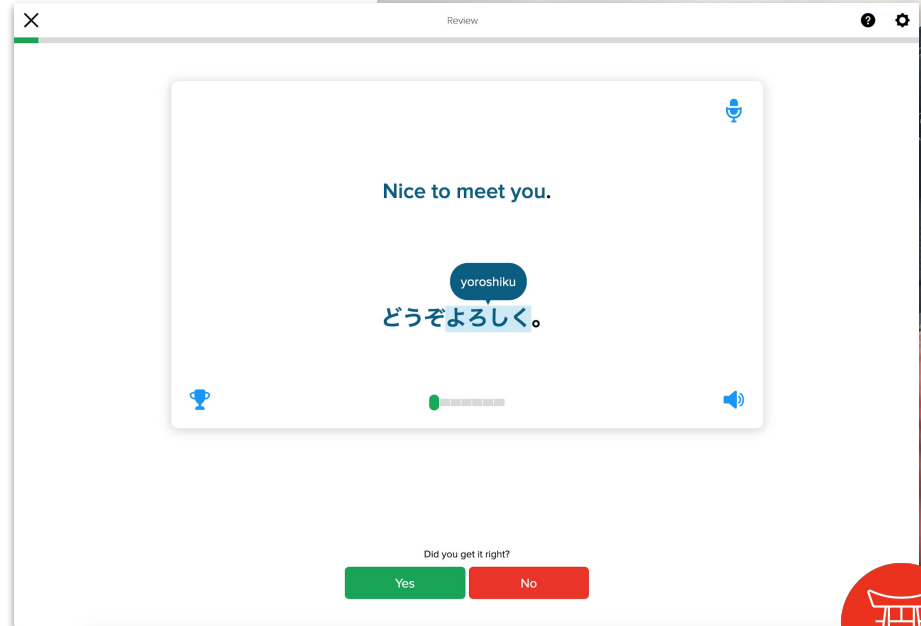 Review
Nice to meet you.
yoroshiku
どうぞよろしく。
Did you get it right?
Yes
No